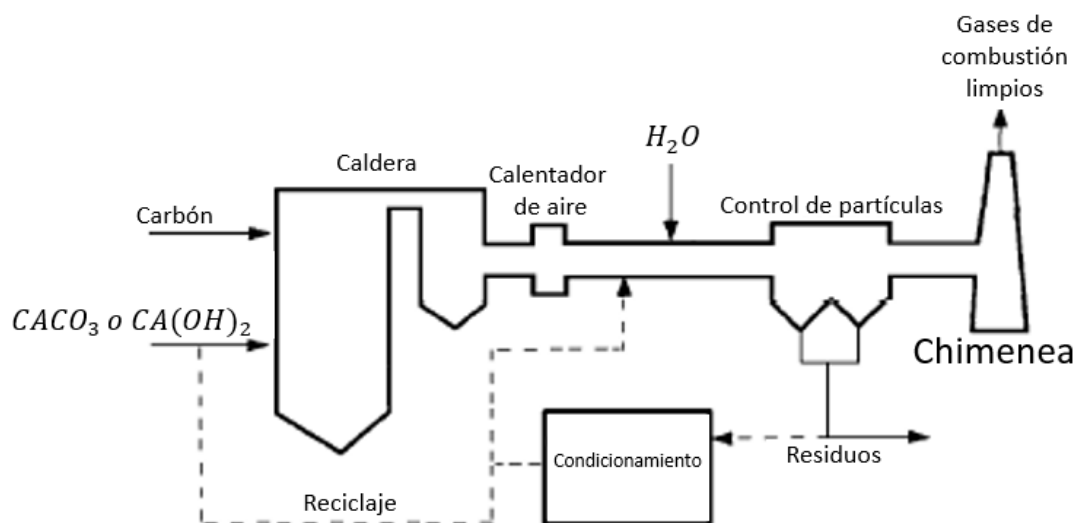 Gases de
combustión
limpios
H₂O
Caldera
Calentador
de aire
Control de partículas
Carbón
CACO₃ o CA(OH)₂
Chimenea
Condicionamiento
Residuos
Reciclaje